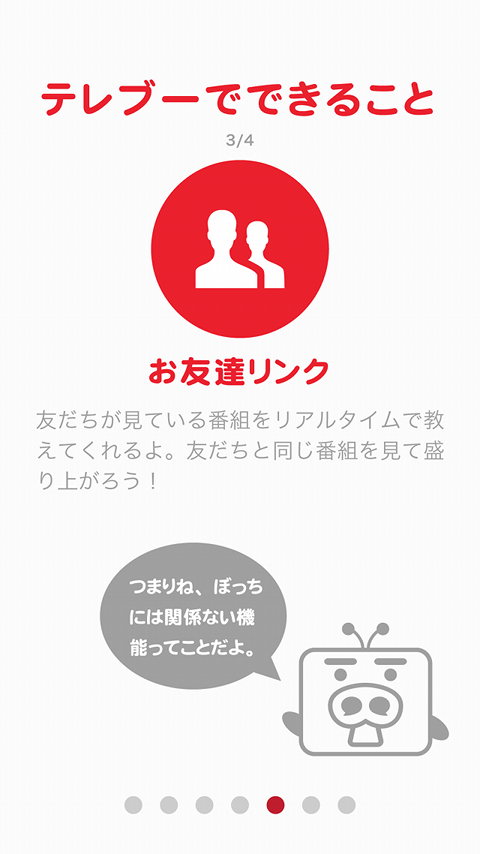 テレブーでできること
3/4
お友達リンク
友だちが見ている番組をリアルタイムで教
えてくれるよ。友だちと同じ番組を見て盛
り上がろう！
つまりね、ぼっち
には関係ない機
能ってことだよ。